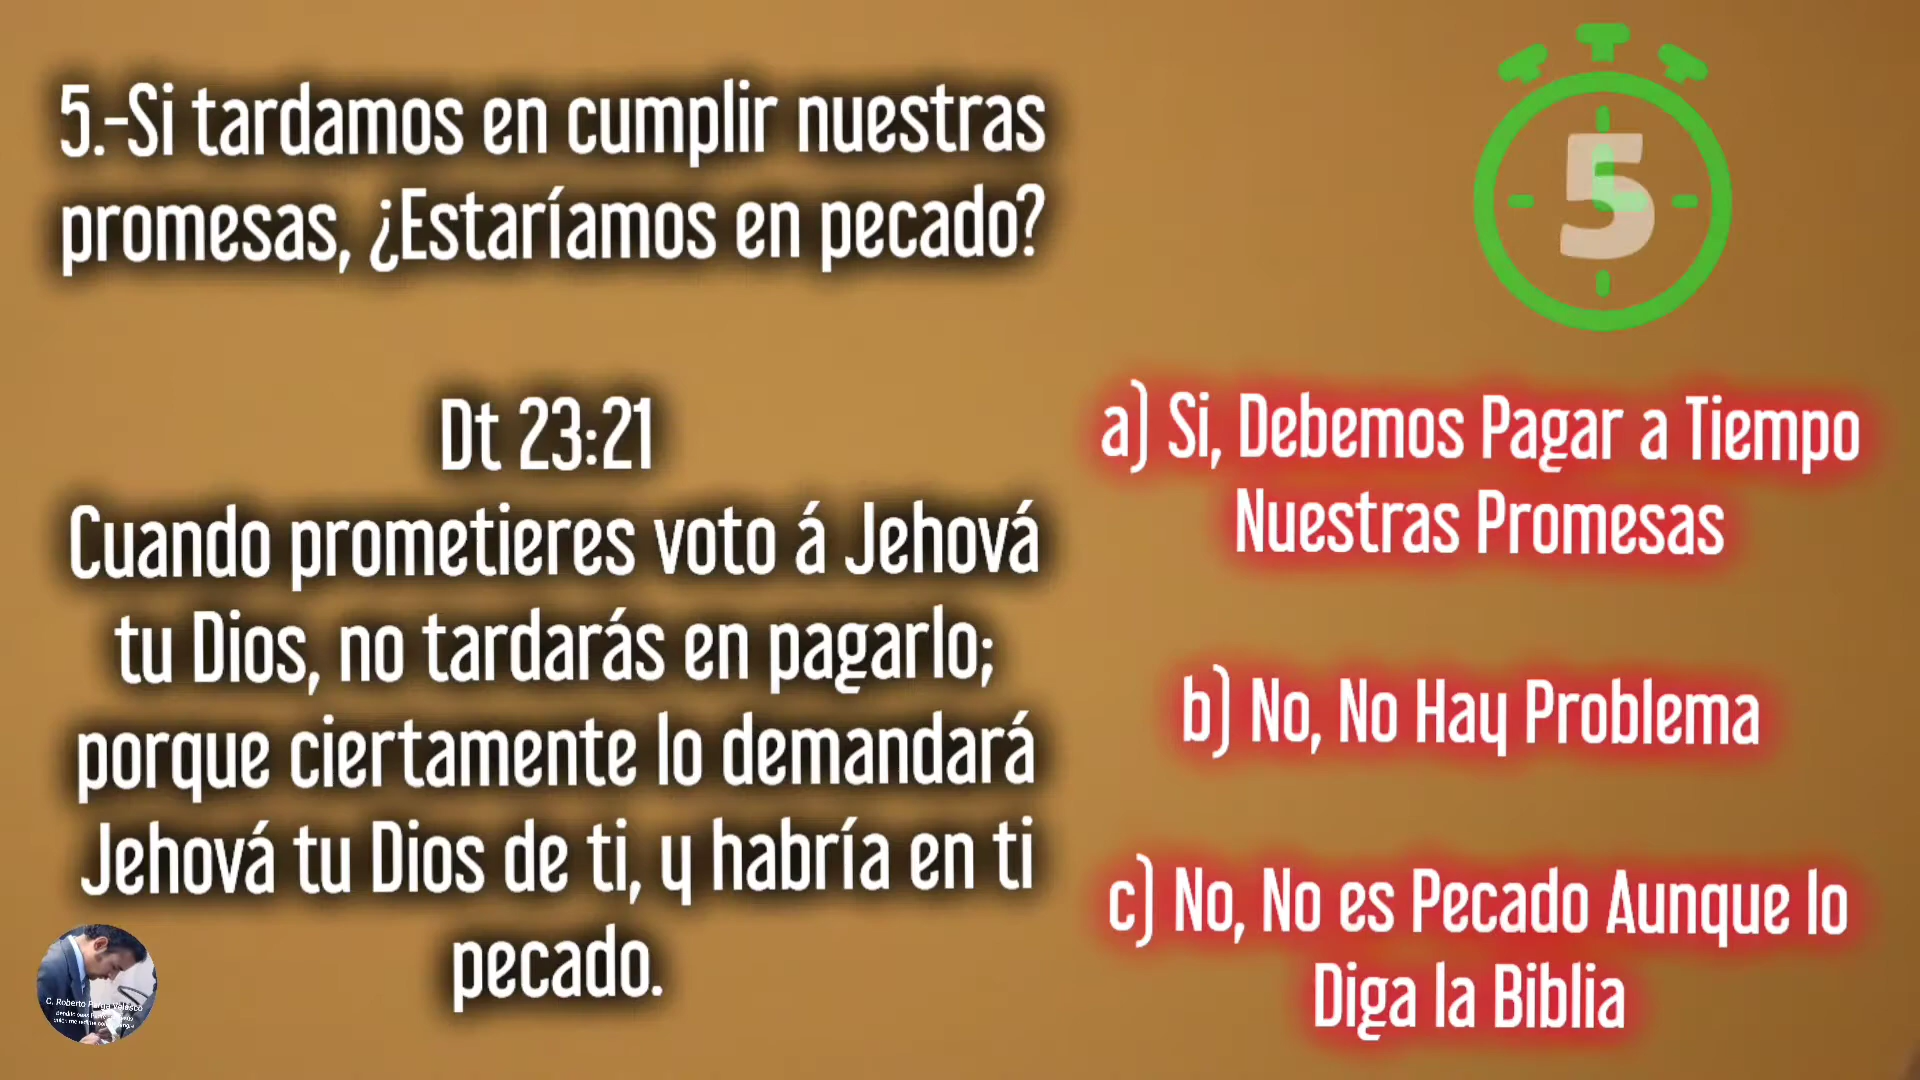 5.-Si tardamos en cumplir nuestras
promesas, ¿Estaríamos en pecado?
5
Dt 23:21
Cuando prometieres voto á Jehová
tu Dios, no tardarás en pagarlo;
porque ciertamente lo demandará
Jehová tu Dios de ti, y habría en ti
pecado.
a) Si, Debemos Pagar a Tiempo
Nuestras Promesas
b) No, No Hay Problema
c) No, No es Pecado Aunque lo
Diga la Biblia
C. Roberto